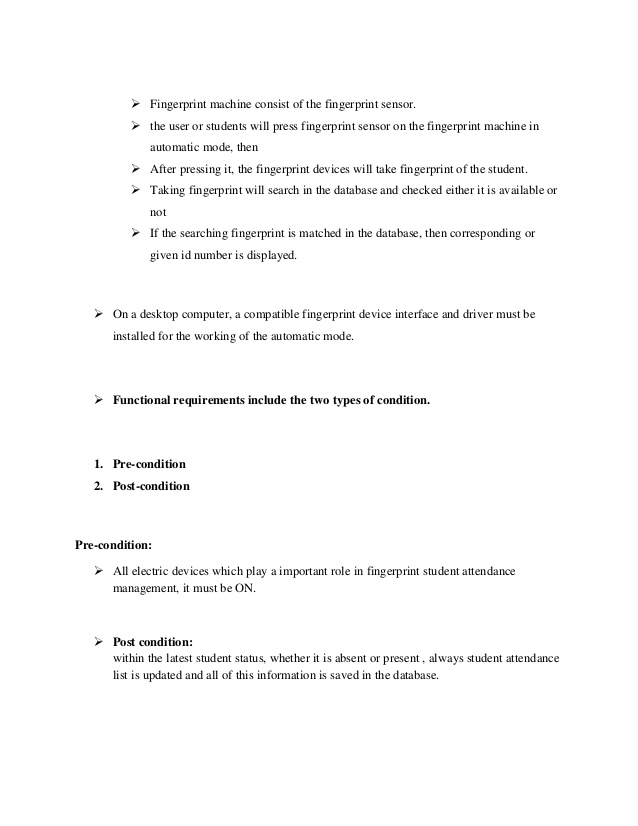 ➢ Fingerprint machine consist of the fingerprint sensor.
➢ the user or students will press fingerprint sensor on the fingerprint machine in
automatic mode, then
➢ After pressing it, the fingerprint devices will take fingerprint of the student.
➢ Taking fingerprint will search in the database and checked either it is available or
not
➢ If the searching fingerprint is matched in the database, then corresponding or
given id number is displayed.
➢ On a desktop computer, a compatible fingerprint device interface and driver must be
installed for the working of the automatic mode.
➢ Functional requirements include the two types of condition.
1. Pre-condition
2. Post-condition
Pre-condition:
➢ All electric devices which play a important role in fingerprint student attendance
management, it must be ON.
➢ Post condition:
within the latest student status, whether it is absent or present , always student attendance
list is updated and all of this information is saved in the database.